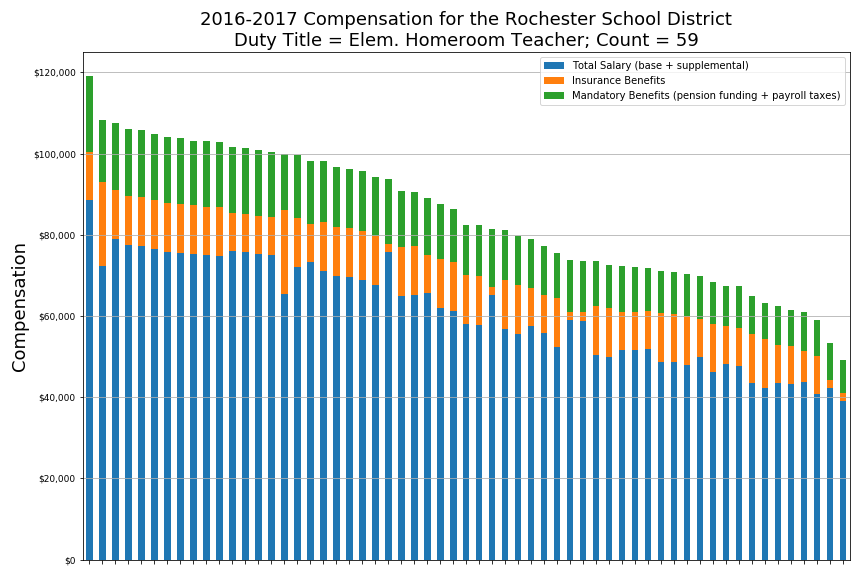 2016-2017 Compensation for the Rochester School District
Duty Title = Elem. Homeroom Teacher; Count = 59
Total Salary (base + supplemental)
Insurance Benefits
Mandatory Benefits (pension funding + payroll taxes)
Compensation
$120,000
$100,000
$80,000
$60,000
$40,000
$20,000
$0